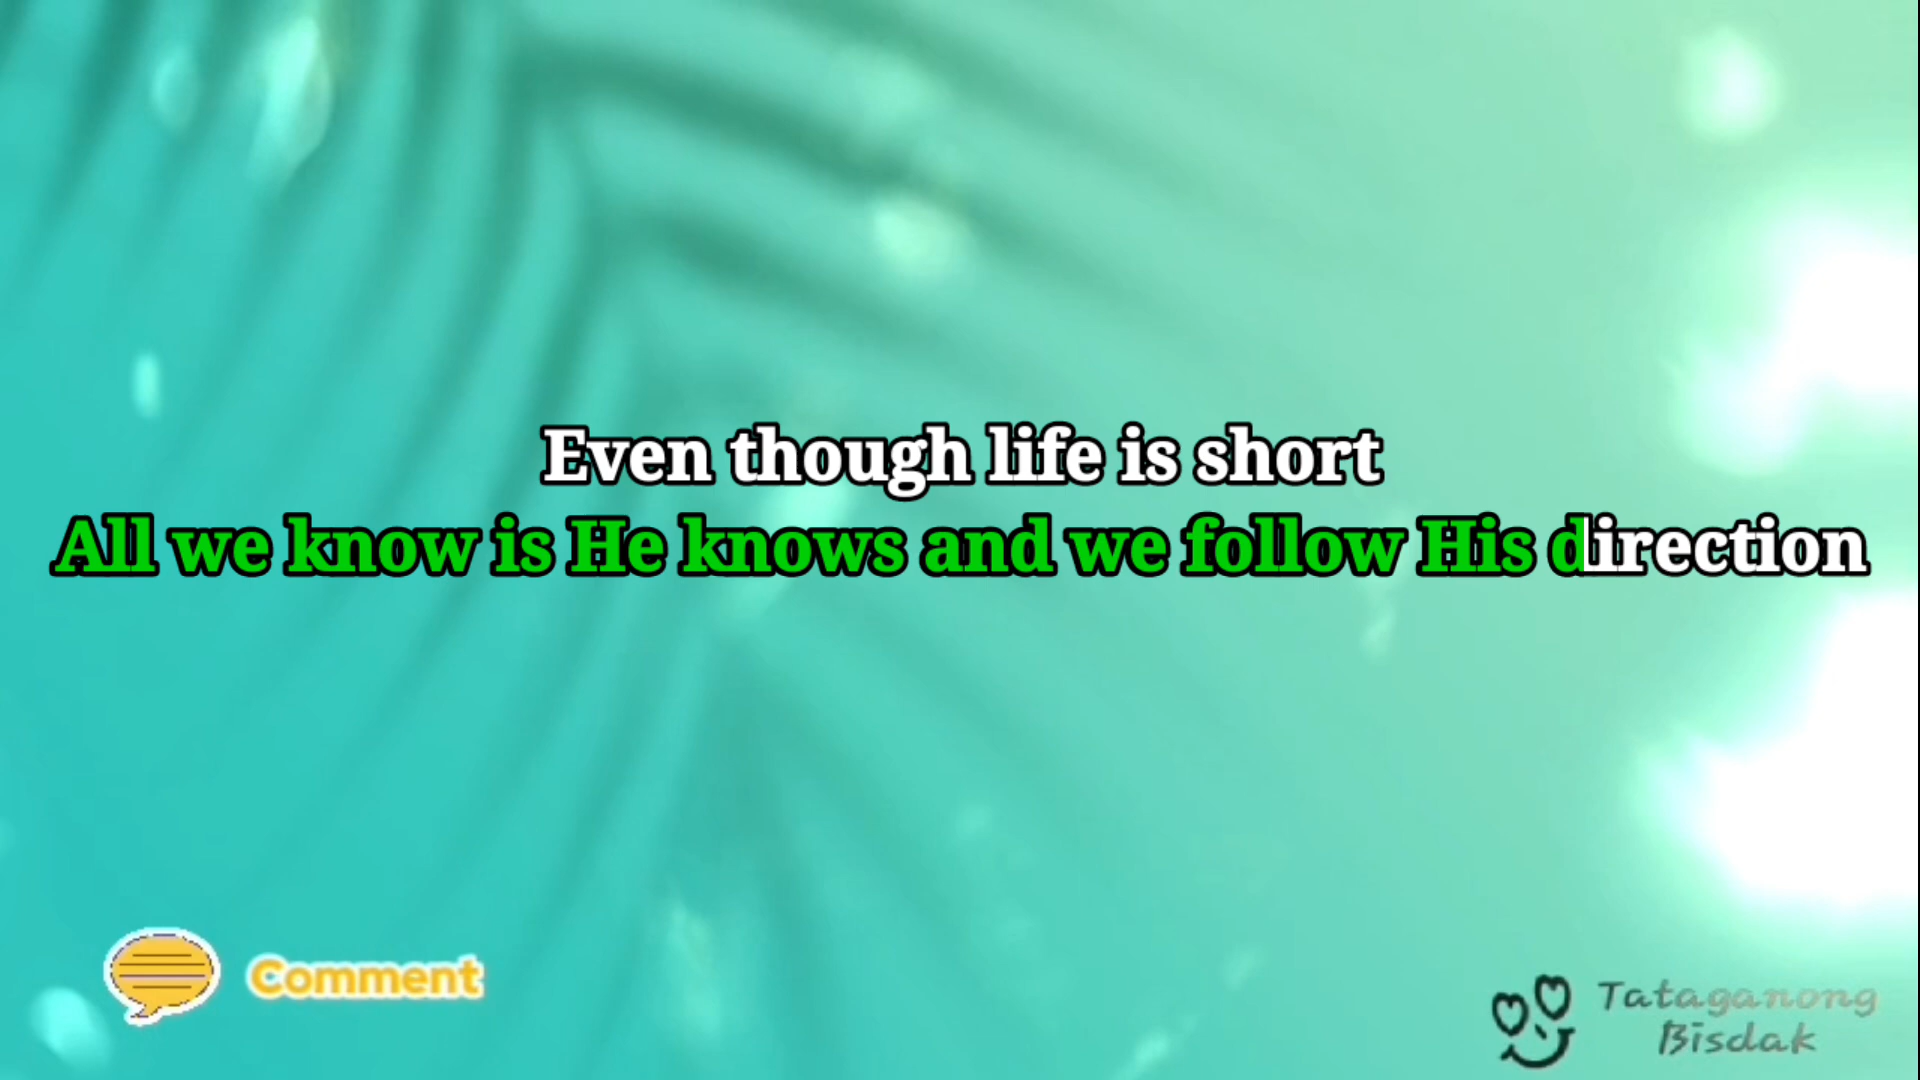 Even though life is short
All we know is He knows and we follow His direction
Comment
Tataganong
Bisdak